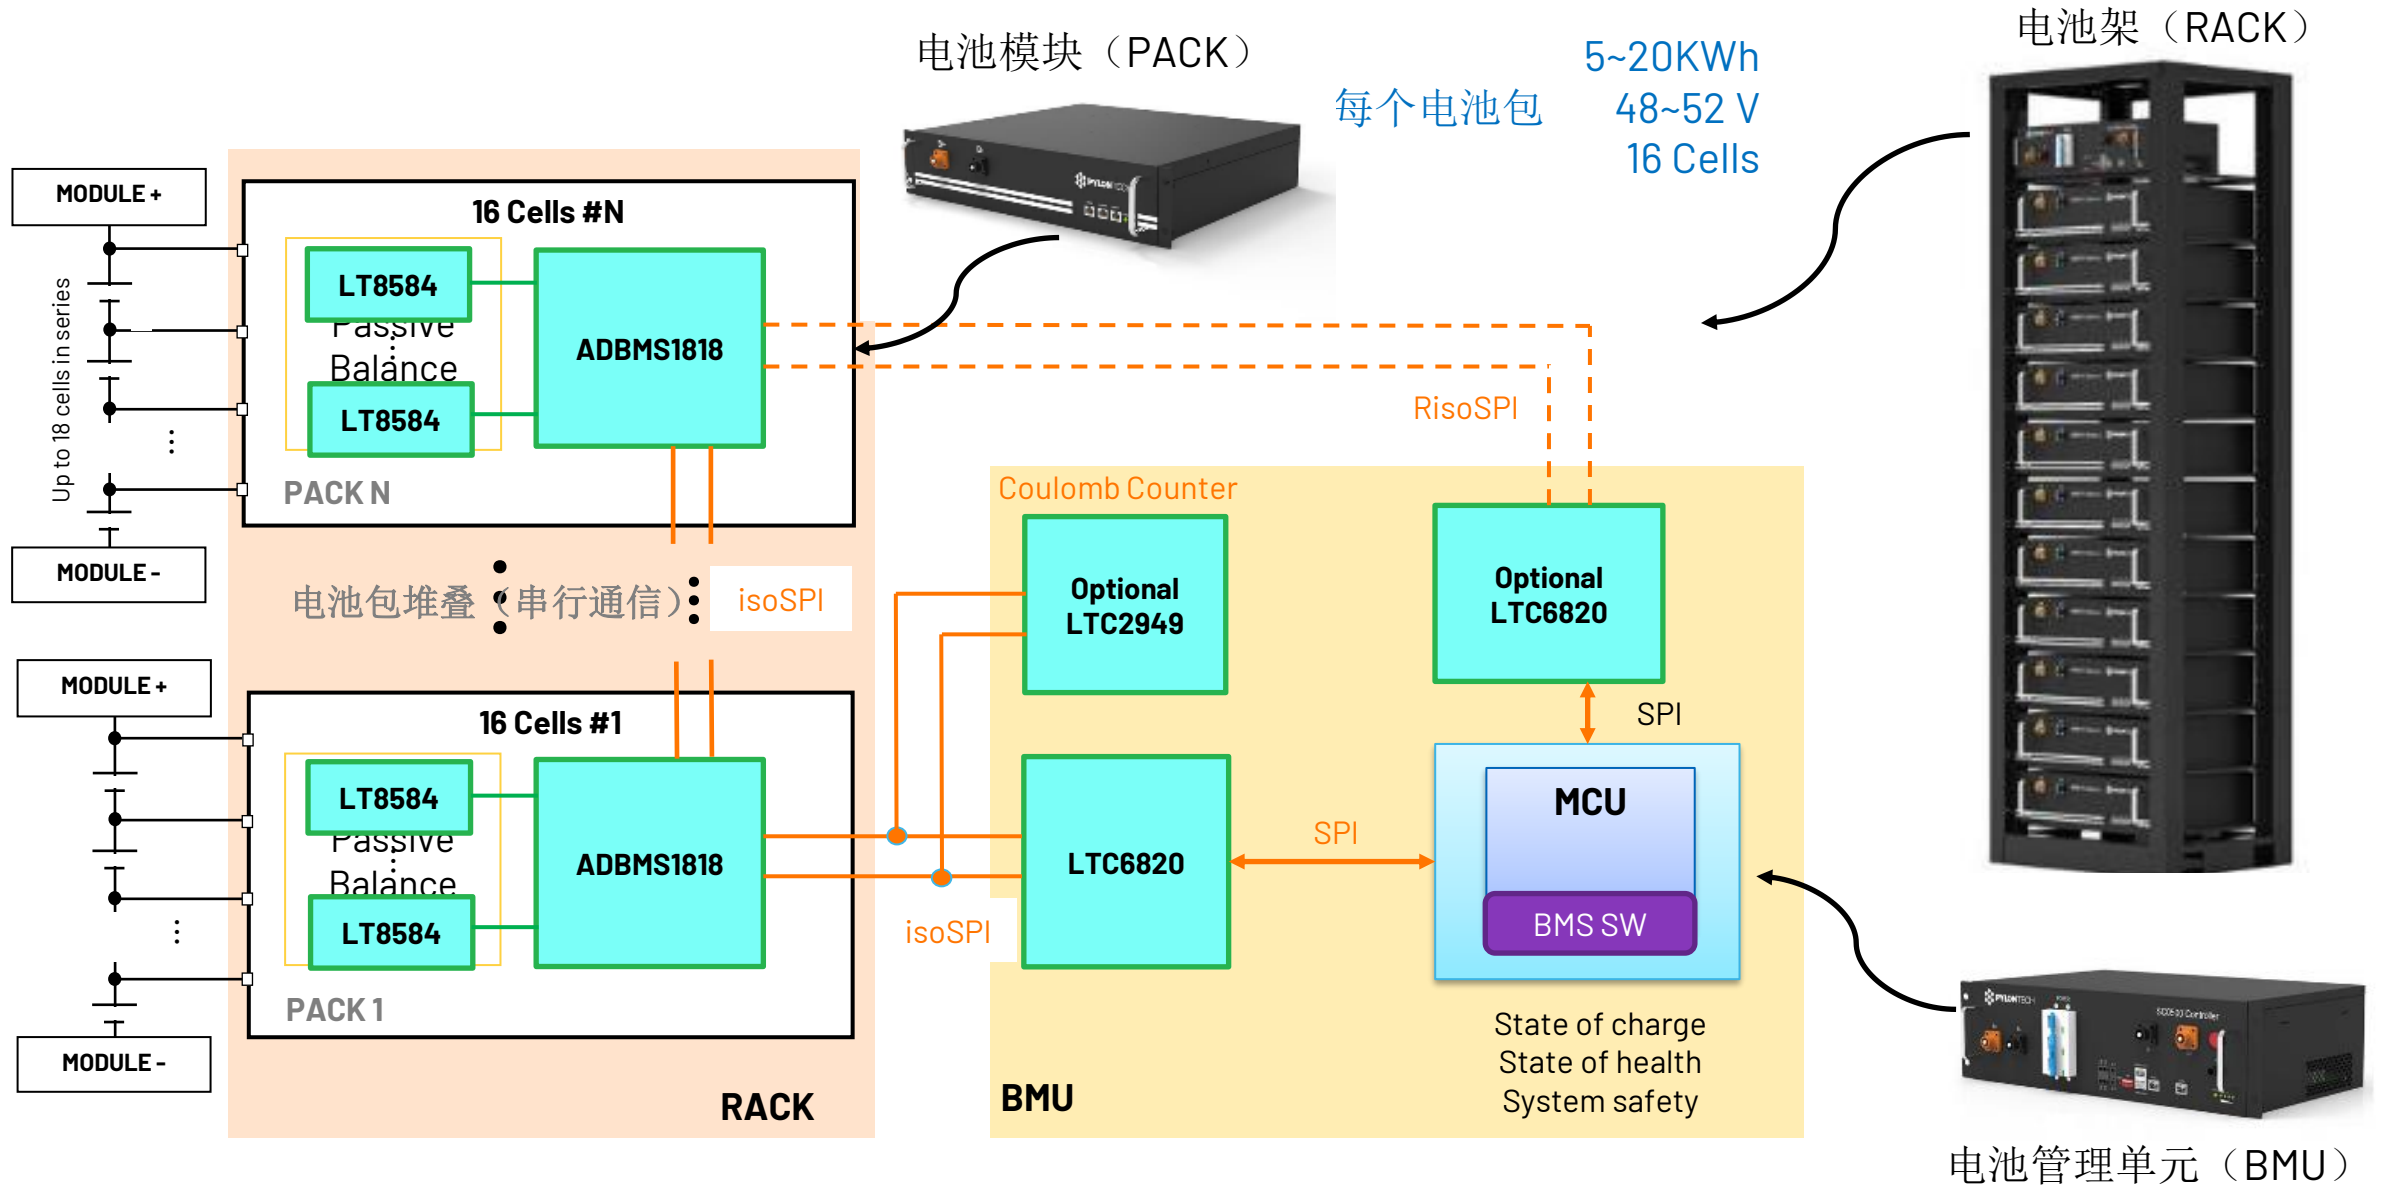 电池模块（PACK）
5~20KWh
每个电池包 48~52 V
16 Cells
电池架（RACK）
PYLONTECH
MODULE +
Up to 18 cells in series
MODULE -
16 Cells #N
LT8584
Passive
Balance
LT8584
ADBMS1818
PACK N
电池包堆叠（串行通信）
isoSPI
RisoSPI
MODULE +
MODULE -
16 Cells #1
LT8584
Passive
Balance
LT8584
ADBMS1818
PACK 1
RACK
isoSPI
Coulomb Counter
Optional
LTC2949
Optional
LTC6820
SPI
LTC6820
SPI
MCU
BMS SW
State of charge
State of health
System safety
BMU
PYLONTECH
SC0500 Controller
电池管理单元（BMU）